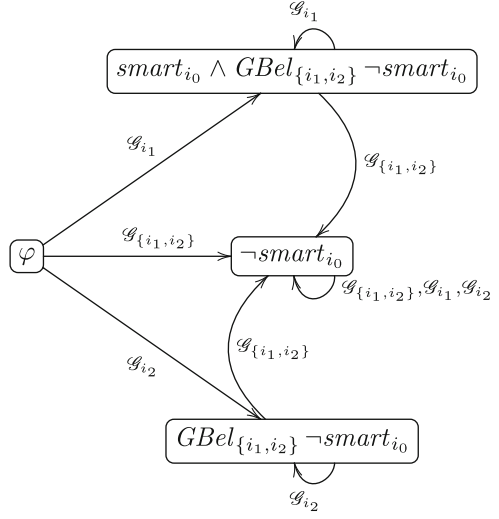 𝒢_{i_1}
smart_{i_0} ∧ GBel_{\{i_1,i_2\}} ¬smart_{i_0}
𝒢_{i_1}
𝒢_{\{i_1,i_2\}}
𝒢_{\{i_1,i_2\}}
φ
¬smart_{i_0}
𝒢_{\{i_1,i_2\}},𝒢_{i_1},𝒢_{i_2}
𝒢_{\{i_1,i_2\}}
𝒢_{i_2}
GBel_{\{i_1,i_2\}} ¬smart_{i_0}
𝒢_{i_2}